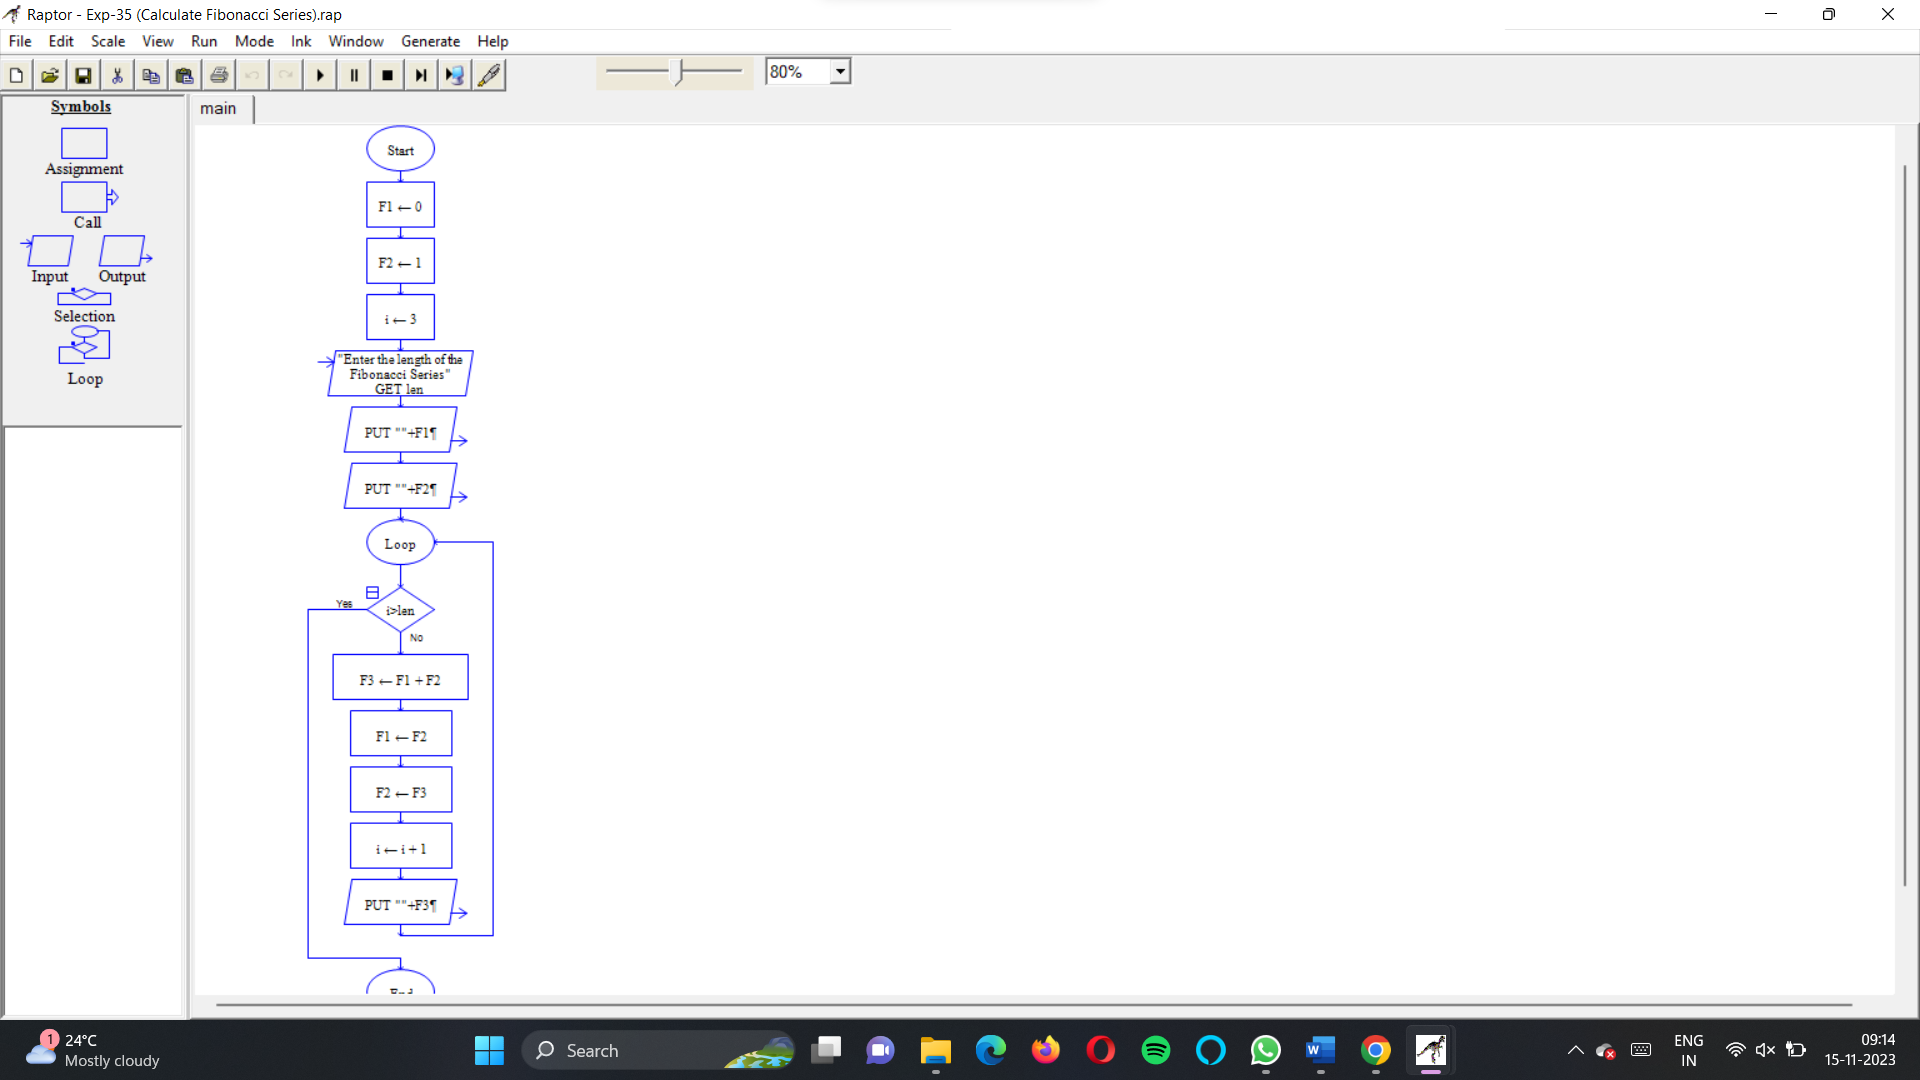 Raptor - Exp-35 (Calculate Fibonacci Series).rap
File Edit Scale View Run Mode Ink Window Generate Help
80%
Symbols
Assignment
Call
Input Output
Selection
Loop
main
Start
F1 ← 0
F2 ← 1
i ← 3
"Enter the length of the
Fibonacci Series"
GET len
PUT ""+F1¶
PUT ""+F2¶
Loop
Yes
i>len
No
F3 ← F1 + F2
F1 ← F2
F2 ← F3
i ← i + 1
PUT ""+F3¶
End
1
24°C
Mostly cloudy
Search
W
ENG
IN
09:14
15-11-2023